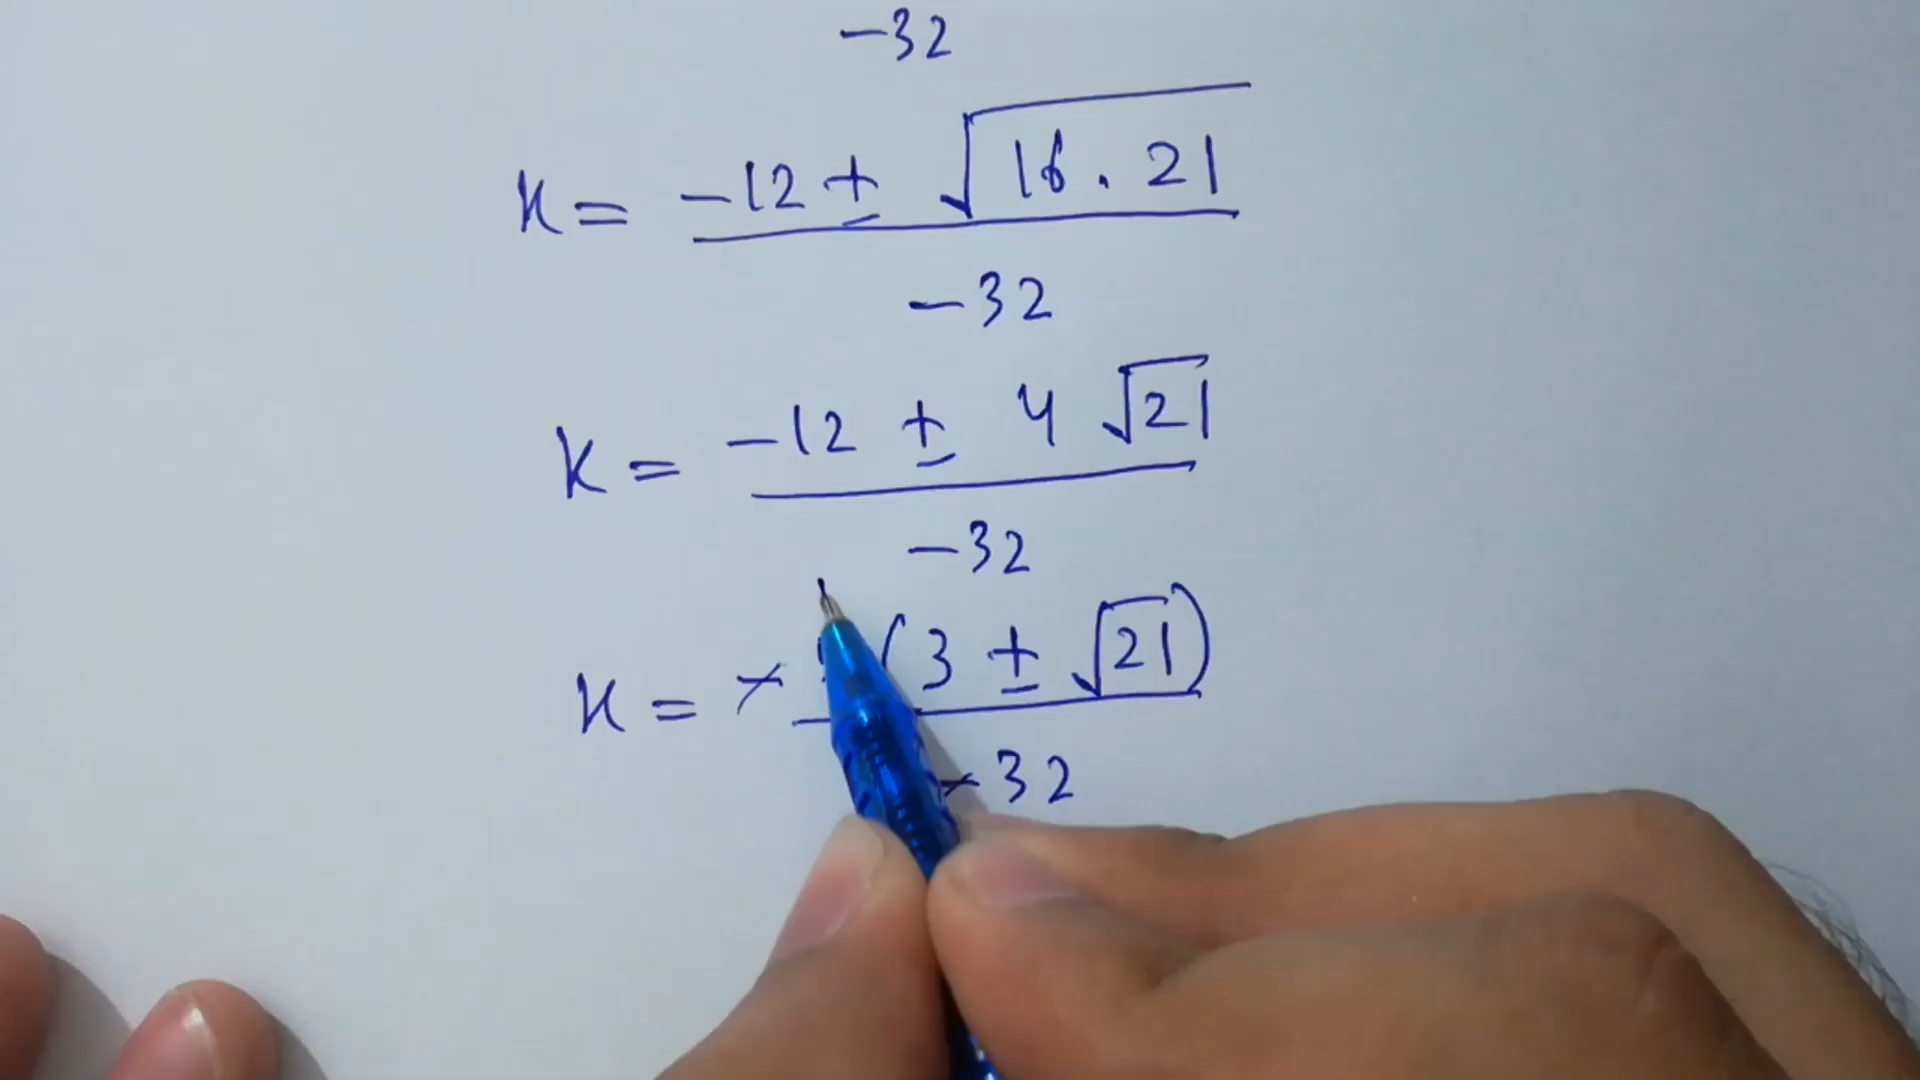 -32
x = -12 ± √16.21
-32
x = -12 ± 4 √21
-32
x = - (3 ± √21)
-32